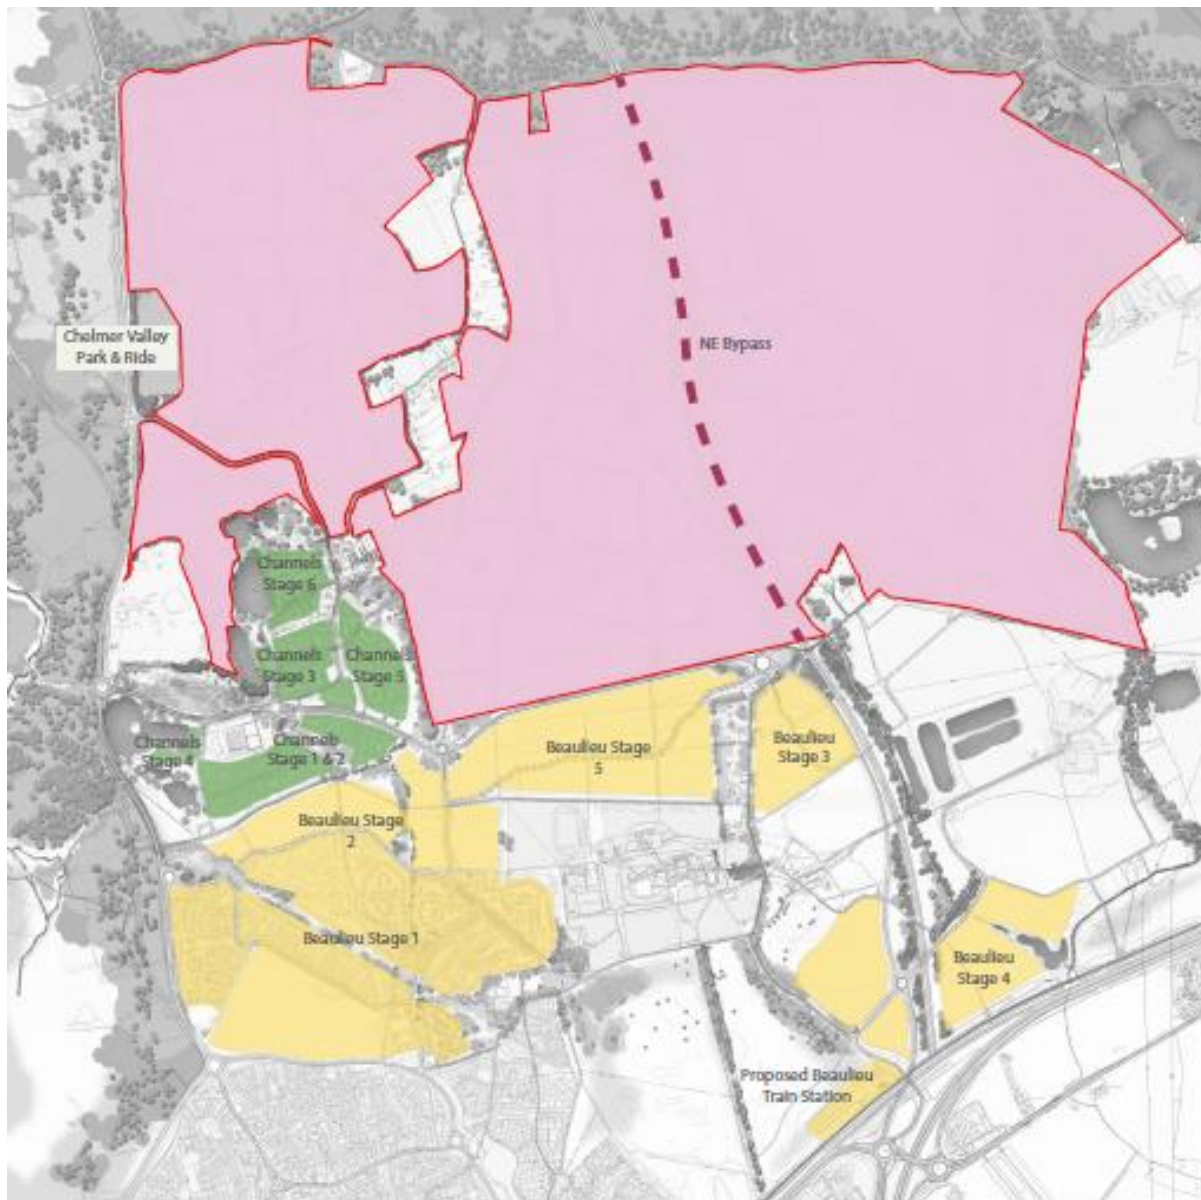 Chelmer Valley
Park & Ride
NE Bypass
Channels
Stage 6
Channels
Stage 3
Channels
Stage 5
Channels
Stage 4
Channels
Stage 1 & 2
Beaulieu Stage
5
Beaulieu
Stage 3
Beaulieu Stage
2
Beaulieu Stage 1
Beaulieu
Stage 4
Proposed Beaulieu
Train Station